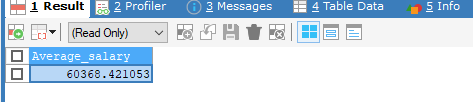 1 Result 2 Profiler 3 Messages 4 Table Data 5 Info
(Read Only)
Average_salary
60368.421053